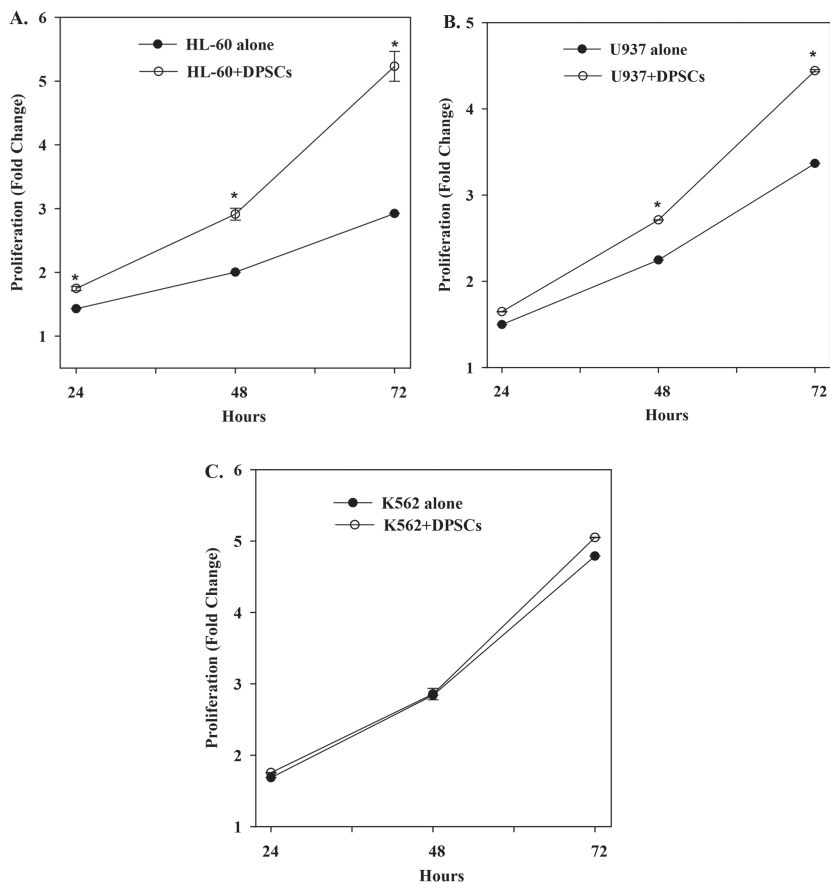 A.
6
5
4
3
2
1
Proliferation (Fold Change)
HL-60 alone
HL-60+DPSCs
*
*
*
24
48
72
Hours
B.
5
4
3
2
1
Proliferation (Fold Change)
U937 alone
U937+DPSCs
*
*
24
48
72
Hours
C.
6
5
4
3
2
1
Proliferation (Fold Change)
K562 alone
K562+DPSCs
24
48
72
Hours